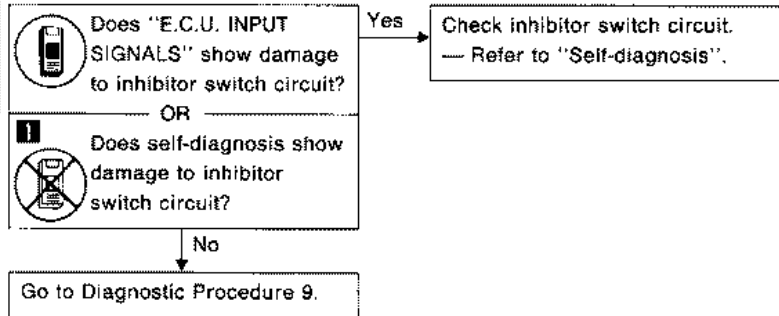 Does "E.C.U. INPUT
SIGNALS" show damage
to inhibitor switch circuit?
Yes
Check inhibitor switch circuit.
— Refer to "Self-diagnosis".
OR
1
Does self-diagnosis show
damage to inhibitor
switch circuit?
No
Go to Diagnostic Procedure 9.